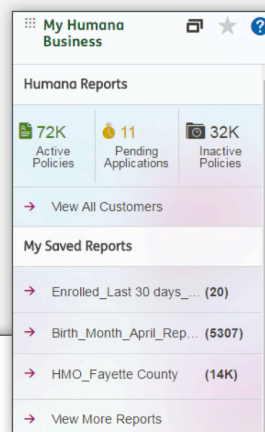 My Humana
Business
?
Humana Reports
72K
Active
Policies
11
Pending
Applications
32K
Inactive
Policies
→ View All Customers
My Saved Reports
→ Enrolled_Last 30 days_... (20)
→ Birth_Month_April_Rep... (5307)
→ HMO_Fayette County (14K)
→ View More Reports